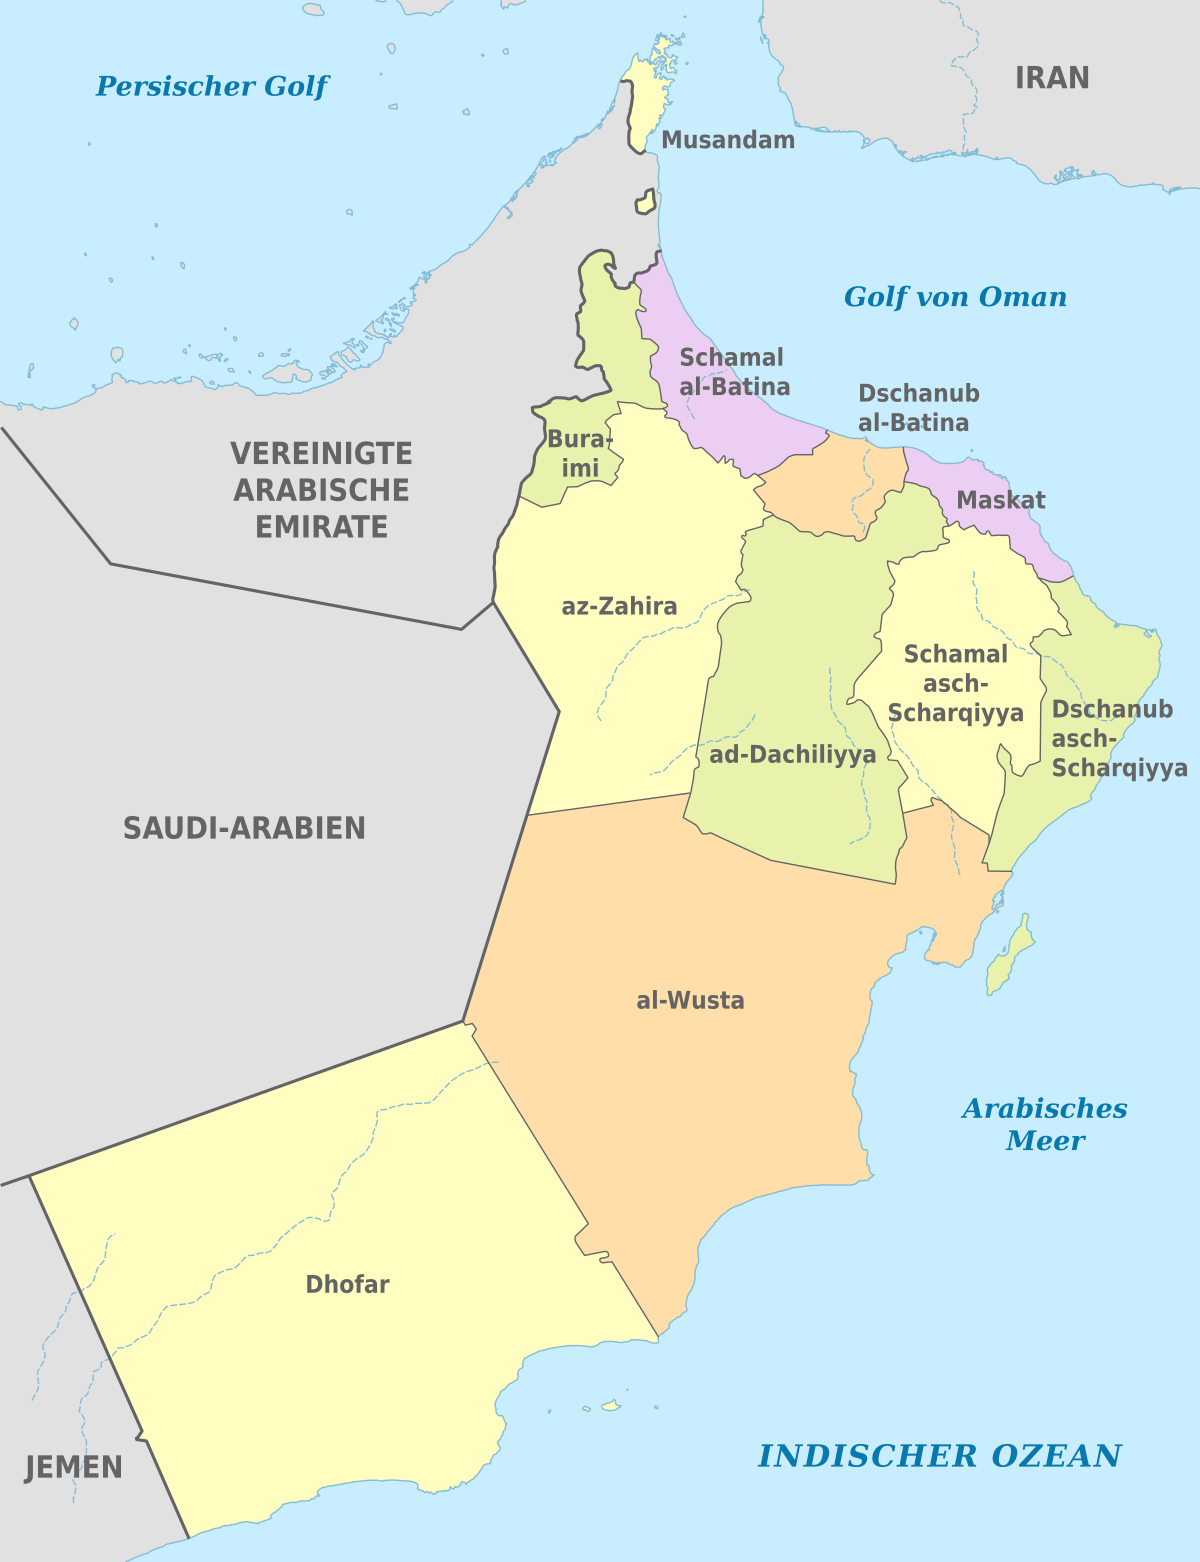 IRAN
Persischer Golf
Musandam
Golf von Oman
Schamal
al-Batina
Dschanub
al-Batina
Bura-
imi
VEREINIGTE
ARABISCHE
EMIRATE
Maskat
az-Zahira
Schamal
asch-
Scharqiyya
Dschanub
asch-
Scharqiyya
ad-Dachiliyya
SAUDI-ARABIEN
al-Wusta
Arabisches
Meer
Dhofar
JEMEN
INDISCHER OZEAN